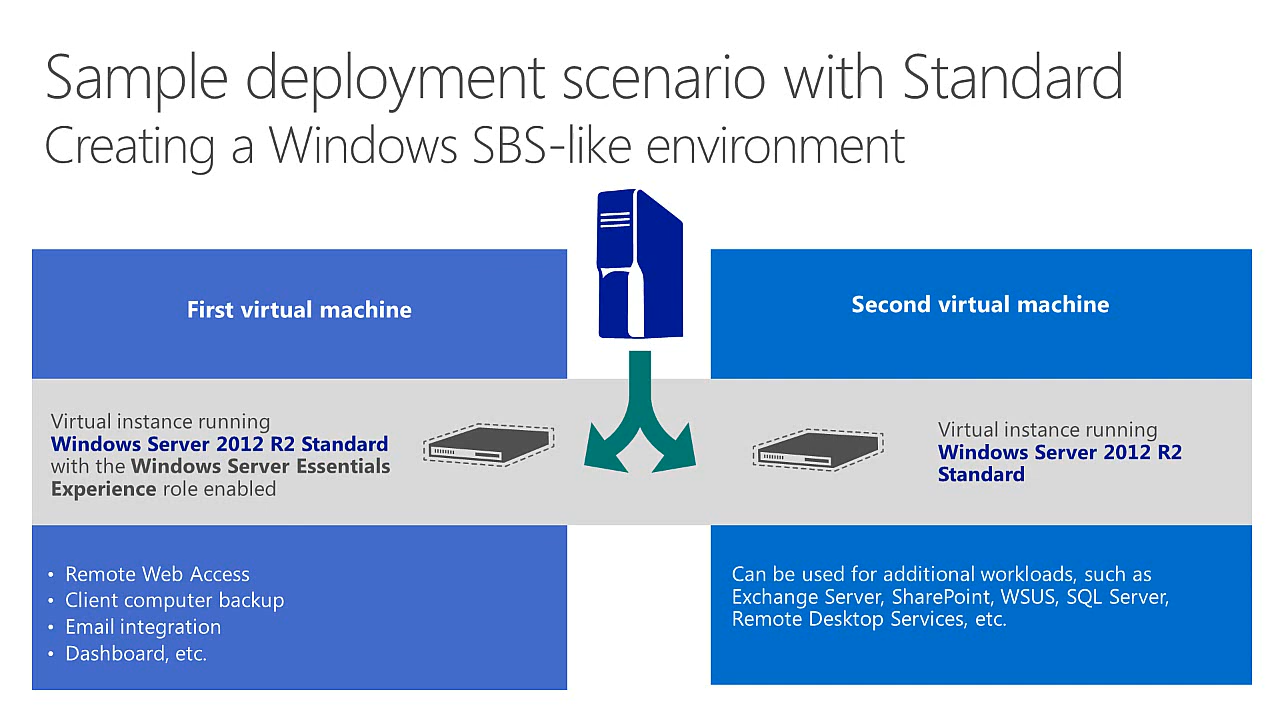 Sample deployment scenario with Standard
Creating a Windows SBS-like environment
First virtual machine
Virtual instance running
Windows Server 2012 R2 Standard
with the Windows Server Essentials
Experience role enabled
• Remote Web Access
• Client computer backup
• Email integration
• Dashboard, etc.
Second virtual machine
Virtual instance running
Windows Server 2012 R2
Standard
Can be used for additional workloads, such as
Exchange Server, SharePoint, WSUS, SQL Server,
Remote Desktop Services, etc.